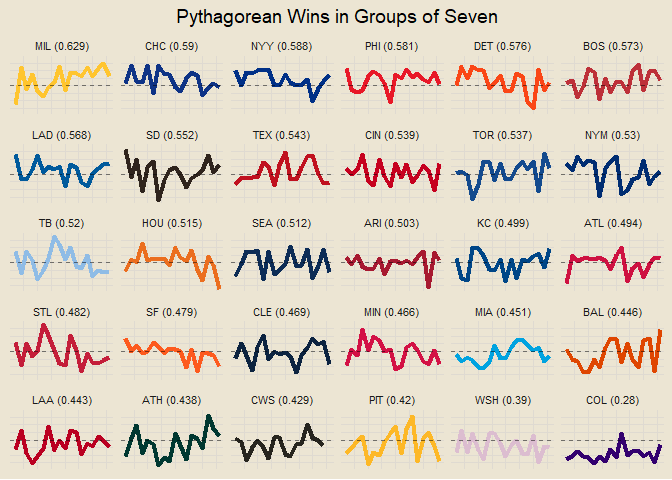 Pythagorean Wins in Groups of Seven
MIL (0.629) CHC (0.59) NYY (0.588) PHI (0.581) DET (0.576) BOS (0.573)
LAD (0.568) SD (0.552) TEX (0.543) CIN (0.539) TOR (0.537) NYM (0.53)
TB (0.52) HOU (0.515) SEA (0.512) ARI (0.503) KC (0.499) ATL (0.494)
STL (0.482) SF (0.479) CLE (0.469) MIN (0.466) MIA (0.451) BAL (0.446)
LAA (0.443) ATH (0.438) CWS (0.429) PIT (0.42) WSH (0.39) COL (0.28)